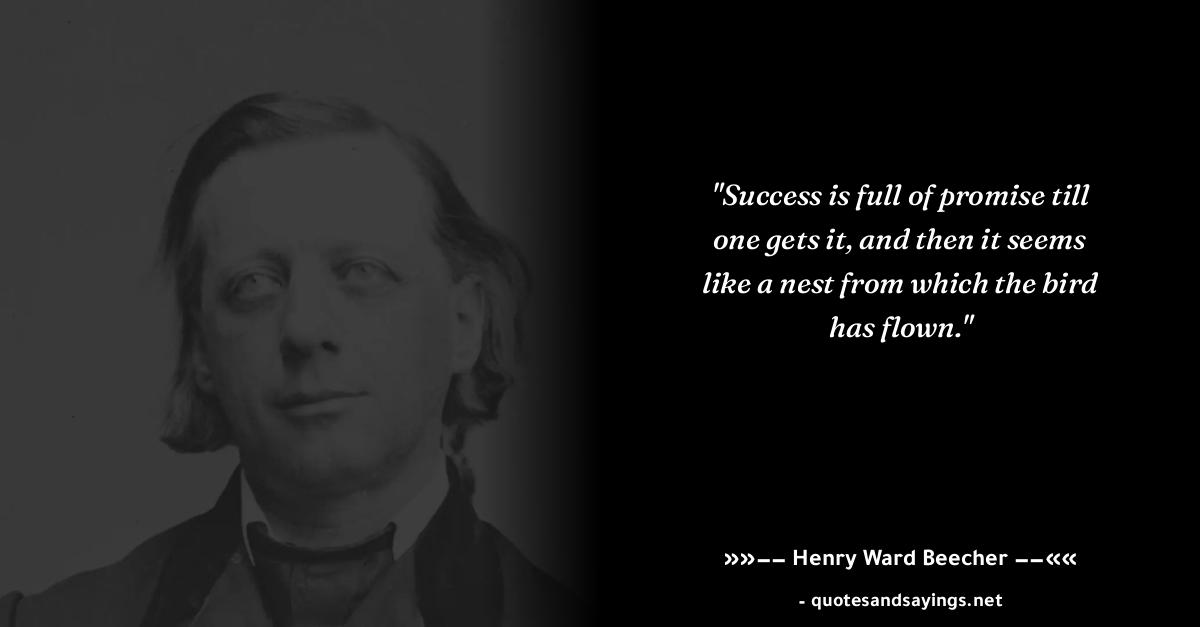 "Success is full of promise till
one gets it, and then it seems
like a nest from which the bird
has flown."
»»–– Henry Ward Beecher ––««
- quotesandsayings.net